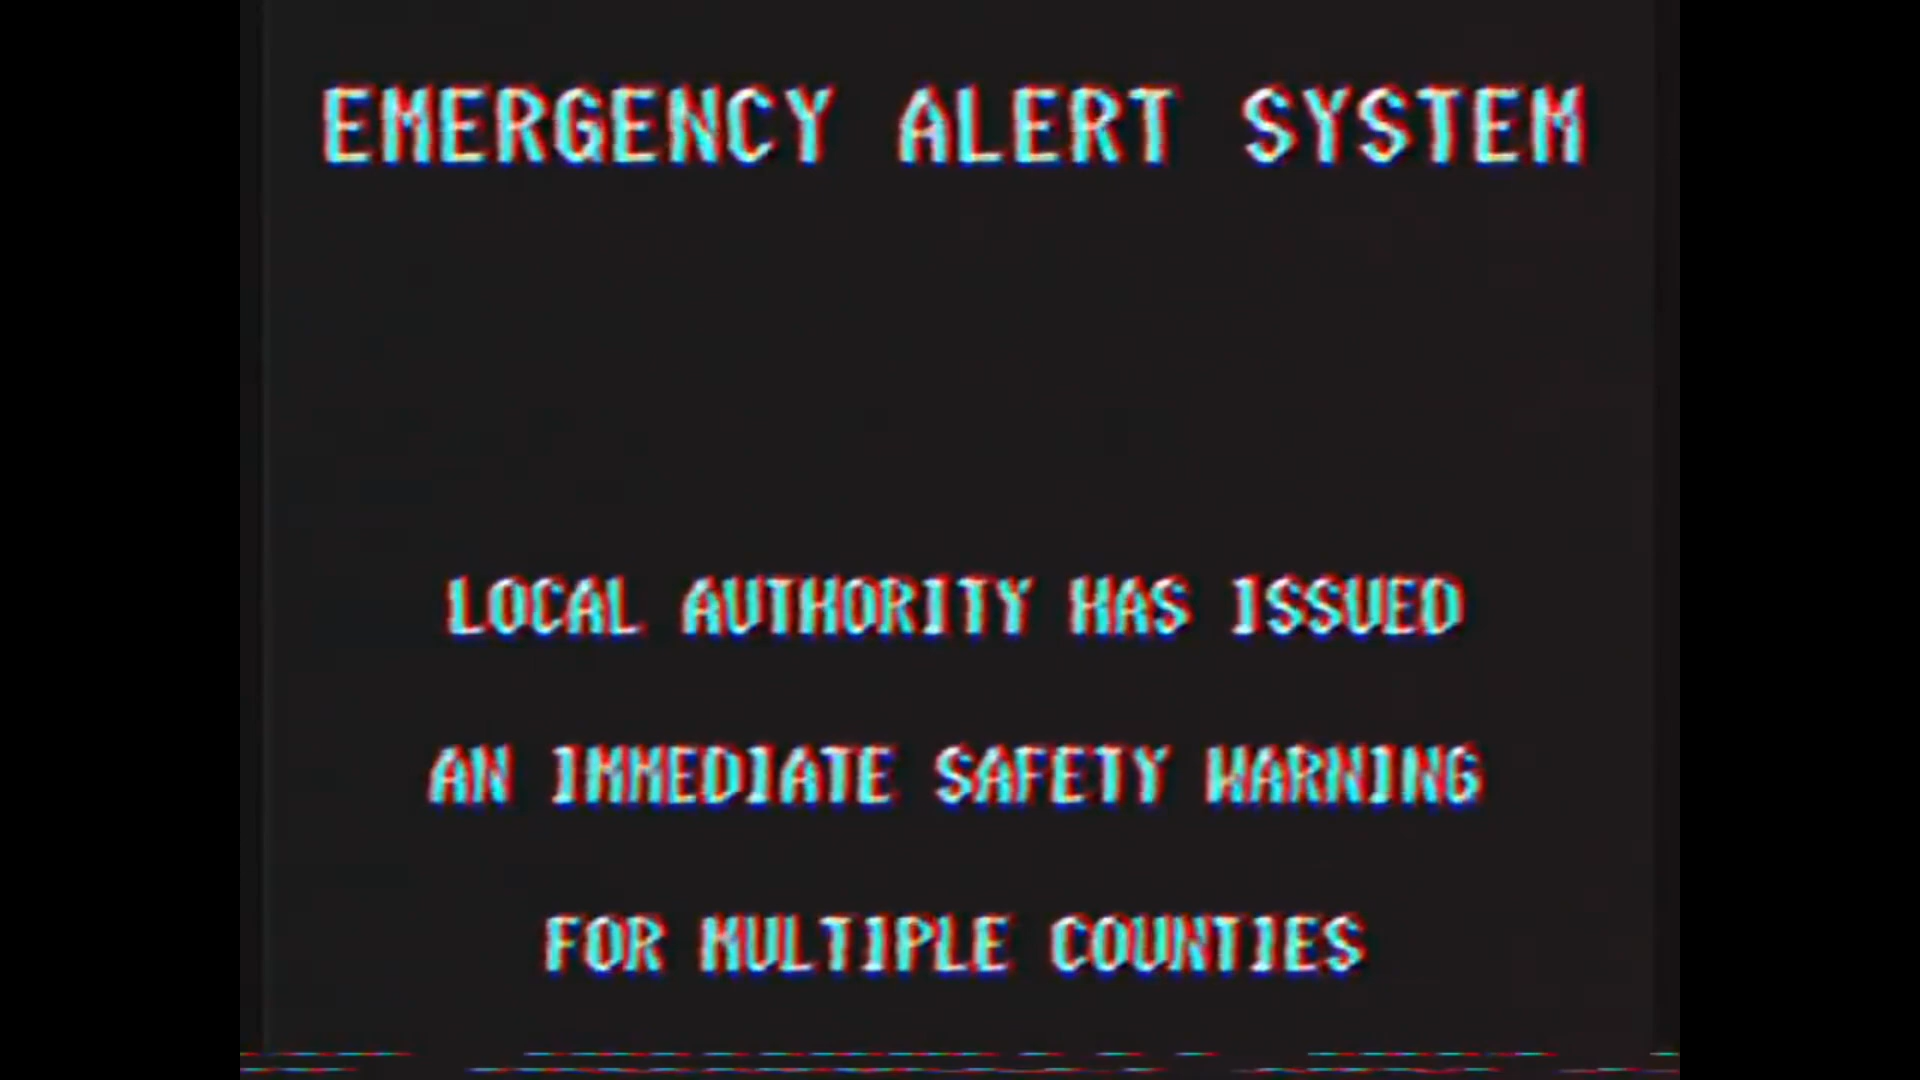 EMERGENCY ALERT SYSTEM
LOCAL AUTHORITY HAS ISSUED
AN IMMEDIATE SAFETY WARNING
FOR MULTIPLE COUNTIES